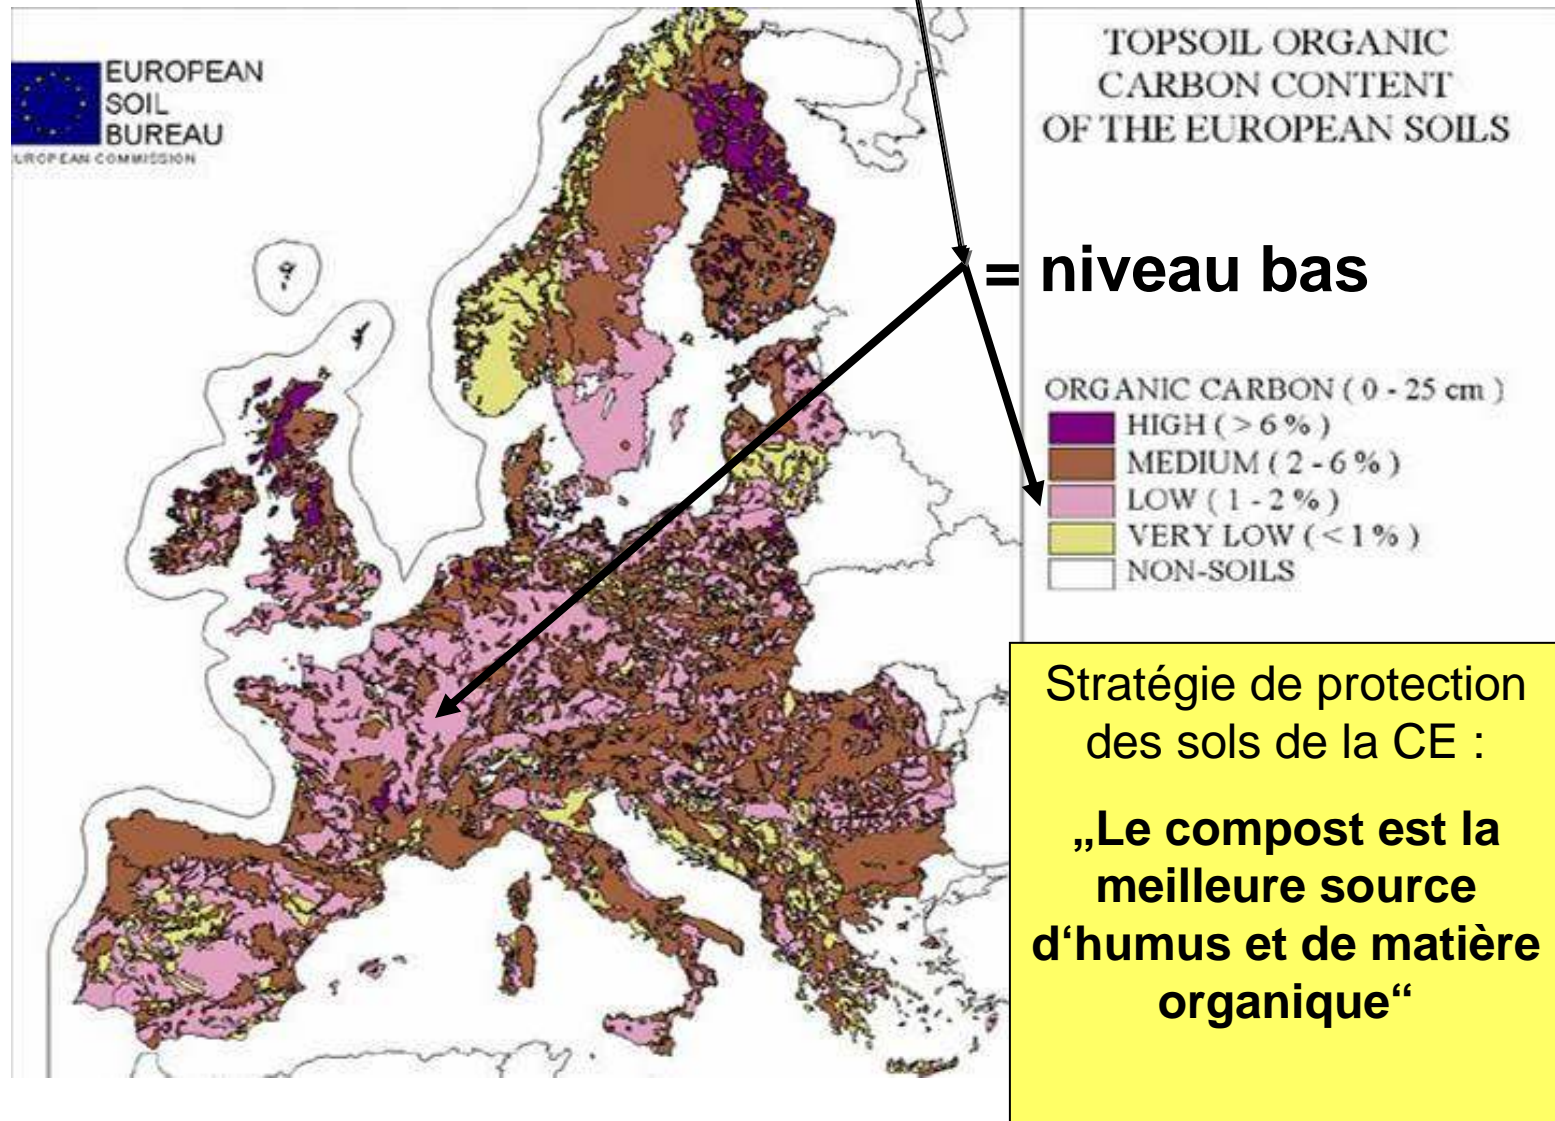 EUROPEAN
SOIL
BUREAU
EUROPEAN COMMISSION
TOPSOIL ORGANIC
CARBON CONTENT
OF THE EUROPEAN SOILS
= niveau bas
ORGANIC CARBON ( 0 - 25 cm )
HIGH ( > 6 % )
MEDIUM ( 2 - 6 % )
LOW ( 1 - 2 % )
VERY LOW ( < 1 % )
NON-SOILS
Stratégie de protection
des sols de la CE :
„Le compost est la
meilleure source
d‘humus et de matière
organique“